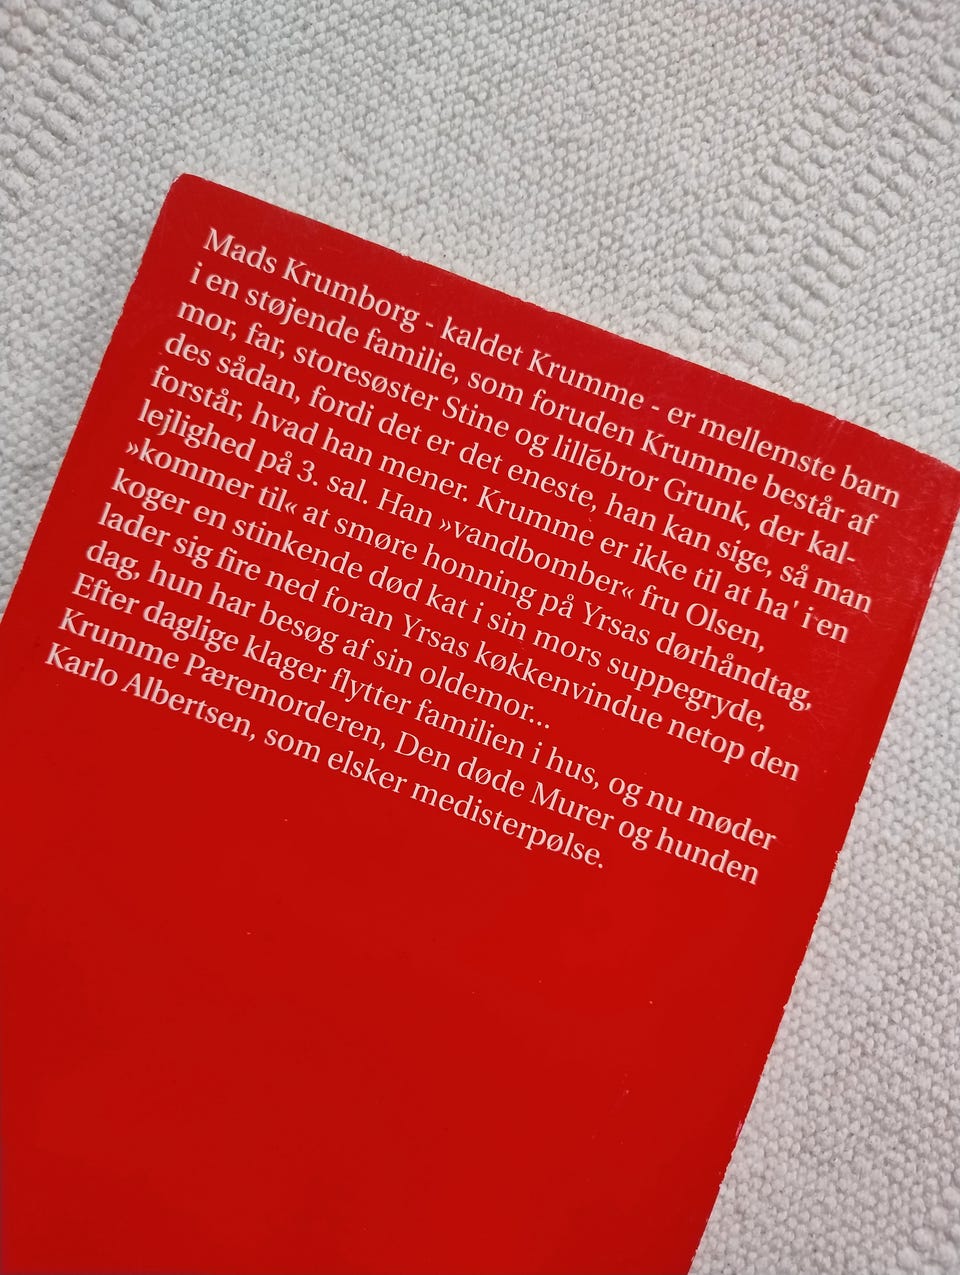 Mads Krumborg - kaldet Krumme - er mellemste barn
i en støjende familie, som foruden Krumme består af
mor, far, storesøster Stine og lillébror Grunk, der kal-
des sådan, fordi det er det eneste, han kan sige, så man
forstår, hvad han mener. Krumme er ikke til at ha' i en
lejlighed på 3. sal. Han »vandbomber« fru Olsen,
»kommer til« at smøre honning på Yrsas dørhåndtag,
koger en stinkende død kat i sin mors suppegryde,
lader sig fire ned foran Yrsas køkkenvindue netop den
dag, hun har besøg af sin oldemor...
Efter daglige klager flytter familien i hus, og nu møder
Krumme Pæremorderen, Den døde Murer og hunden
Karlo Albertsen, som elsker medisterpølse.